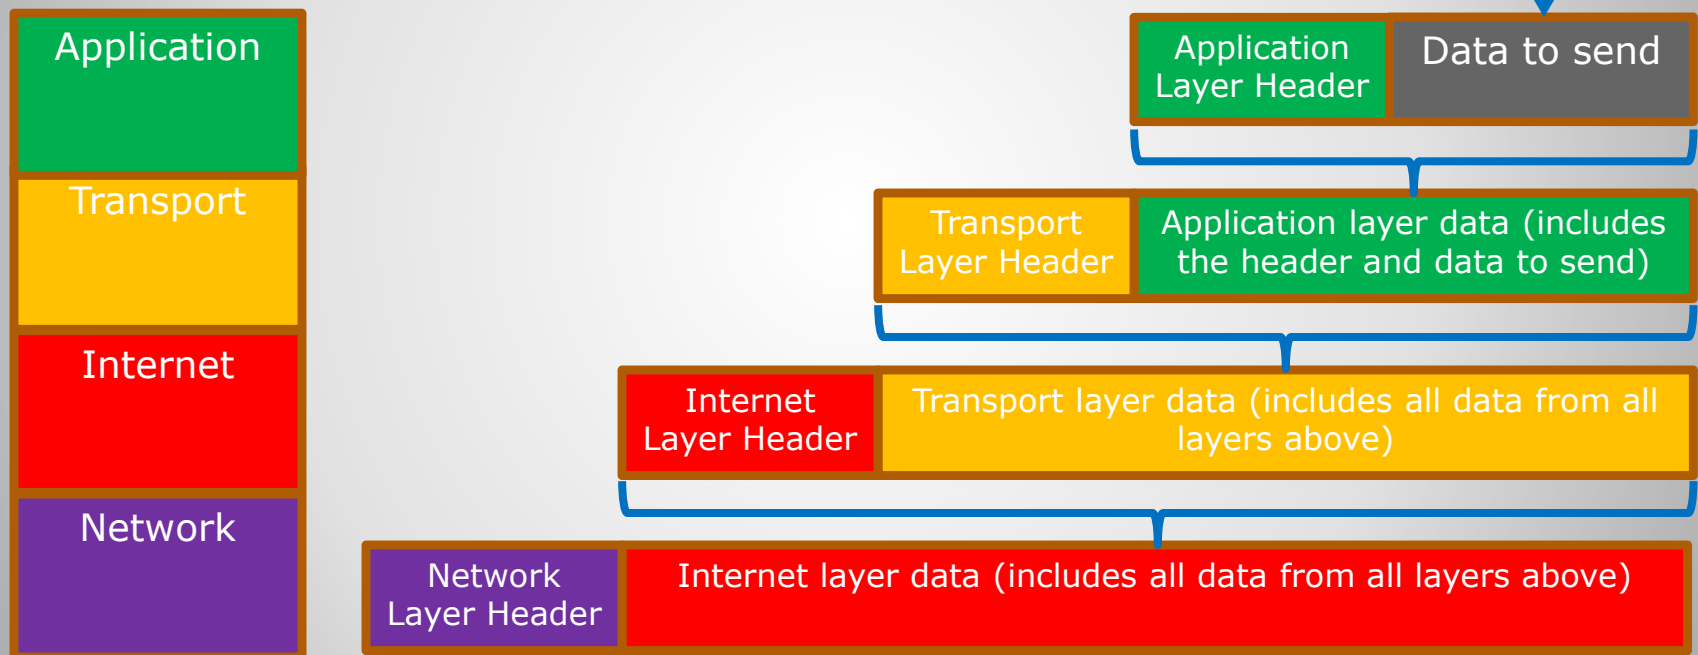 Application
Application
Layer Header
Data to send
Transport
Transport
Layer Header
Application layer data (includes
the header and data to send)
Internet
Internet
Layer Header
Transport layer data (includes all data from all
layers above)
Network
Network
Layer Header
Internet layer data (includes all data from all layers above)